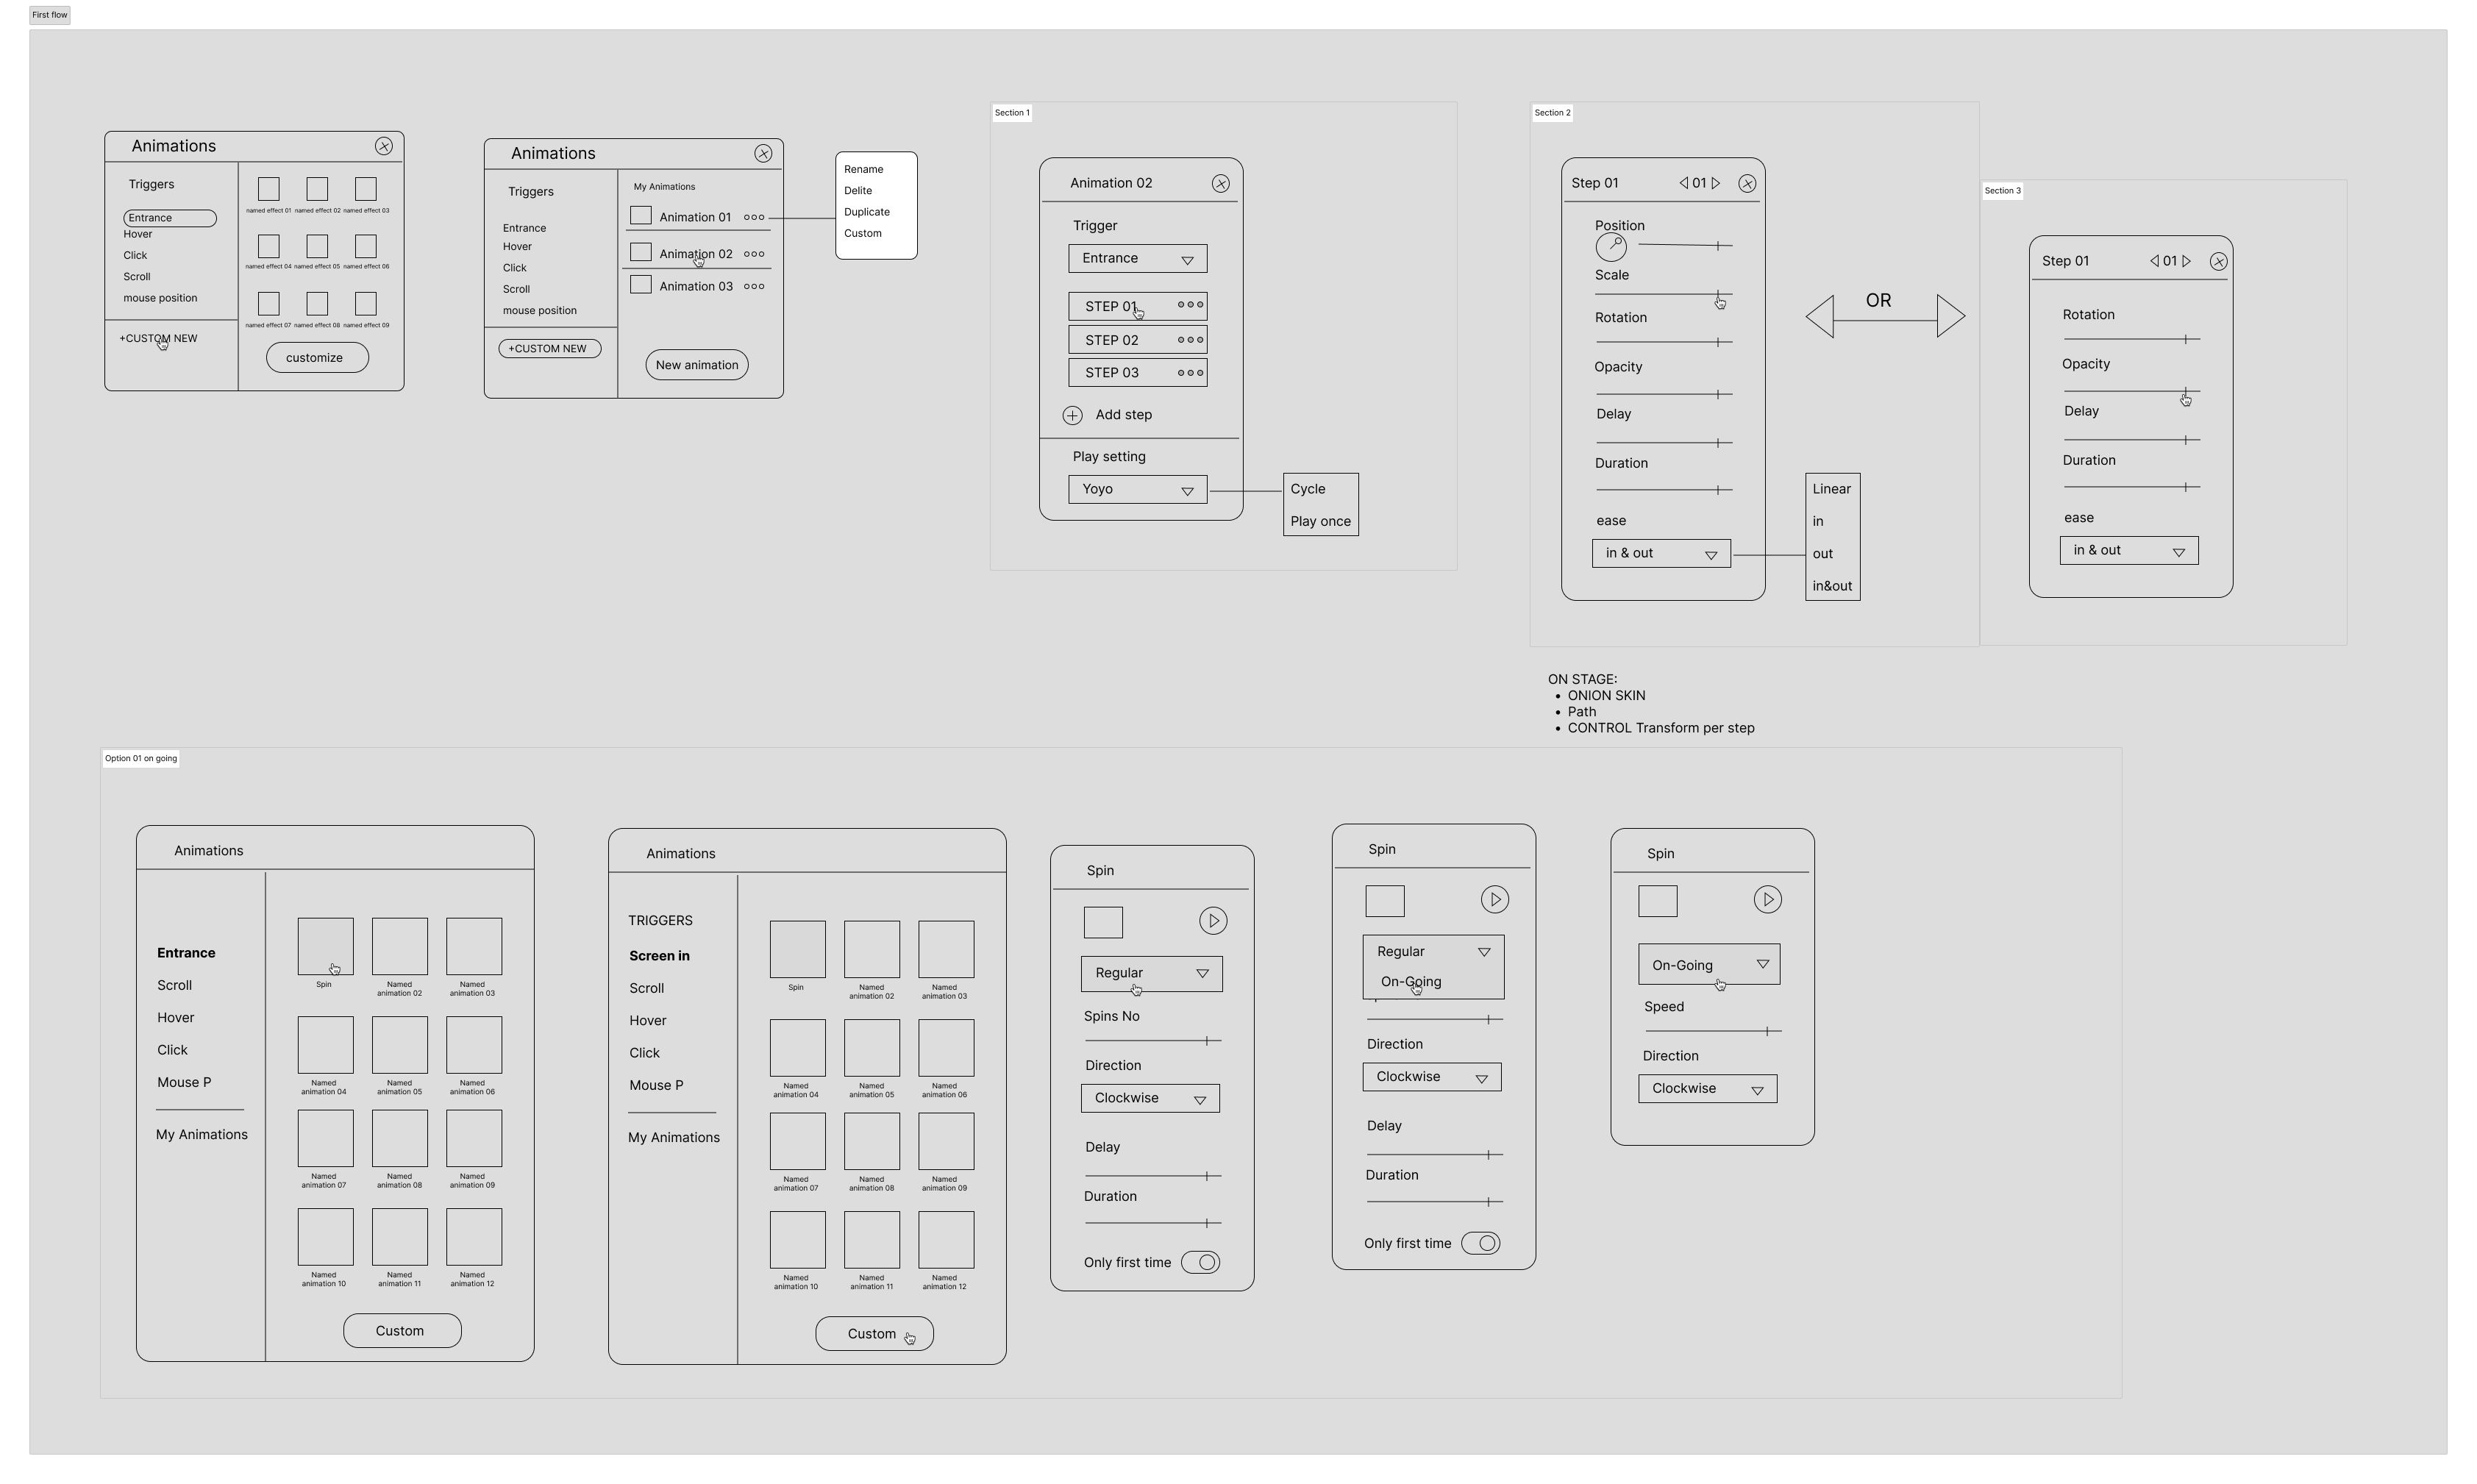 First flow
Animations
Triggers
Entrance
Hover
Click
Scroll
mouse position
+CUSTOM NEW
named effect 01 named effect 02 named effect 03
named effect 04 named effect 05 named effect 06
named effect 07 named effect 08 named effect 09
customize
Animations
Triggers
Entrance
Hover
Click
Scroll
mouse position
+CUSTOM NEW
My Animations
Animation 01
Animation 02
Animation 03
New animation
Rename
Delite
Duplicate
Custom
Section 1
Animation 02
Trigger
Entrance
STEP 01
STEP 02
STEP 03
Add step
Play setting
Yoyo
Cycle
Play once
Section 2
Step 01
01
Position
Scale
Rotation
Opacity
Delay
Duration
ease
in & out
Linear
in
out
in&out
OR
Section 3
Step 01
01
Rotation
Opacity
Delay
Duration
ease
in & out
ON STAGE:
• ONION SKIN
• Path
• CONTROL Transform per step
Option 01 on going
Animations
Entrance
Scroll
Hover
Click
Mouse P
My Animations
Spin
Named
animation 02
Named
animation 03
Named
animation 04
Named
animation 05
Named
animation 06
Named
animation 07
Named
animation 08
Named
animation 09
Named
animation 10
Named
animation 11
Named
animation 12
Custom
Animations
TRIGGERS
Screen in
Scroll
Hover
Click
Mouse P
My Animations
Spin
Named
animation 02
Named
animation 03
Named
animation 04
Named
animation 05
Named
animation 06
Named
animation 07
Named
animation 08
Named
animation 09
Named
animation 10
Named
animation 11
Named
animation 12
Custom
Spin
Regular
Spins No
Direction
Clockwise
Delay
Duration
Only first time
Spin
Regular
On-Going
Direction
Clockwise
Delay
Duration
Only first time
Spin
On-Going
Speed
Direction
Clockwise